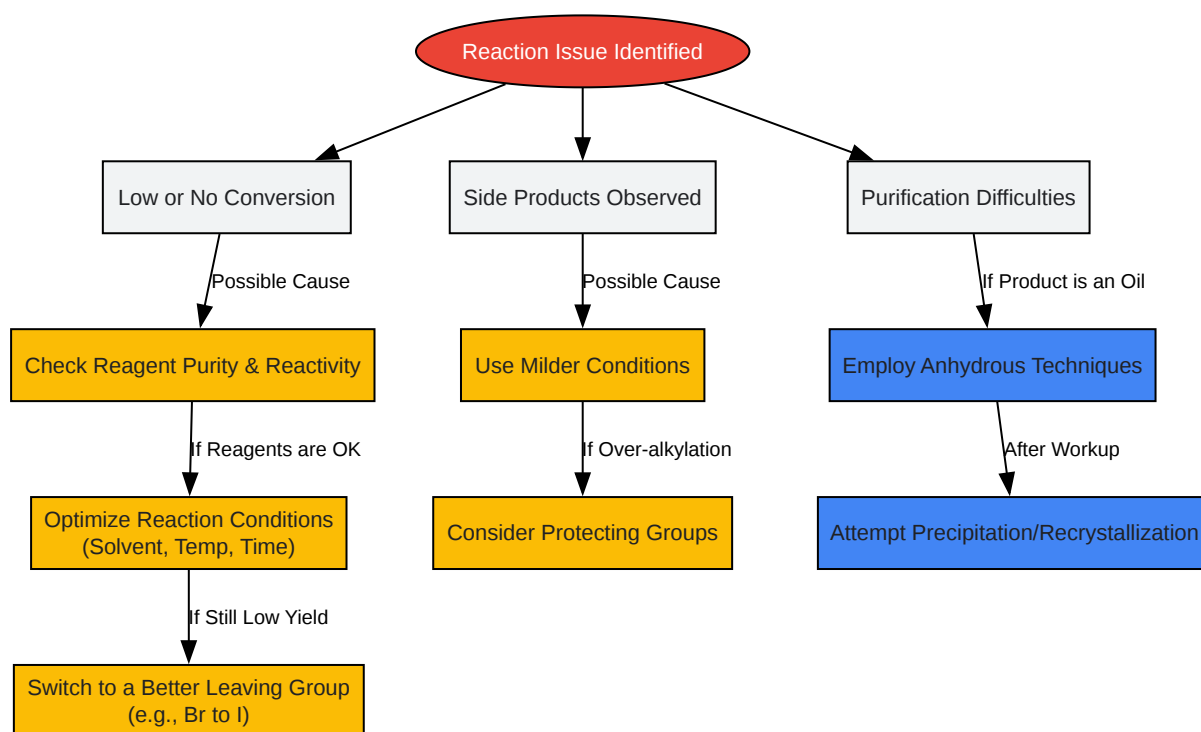 Reaction Issue Identified
Low or No Conversion
Side Products Observed
Purification Difficulties
Possible Cause
Possible Cause
If Product is an Oil
Check Reagent Purity & Reactivity
Use Milder Conditions
Employ Anhydrous Techniques
If Reagents are OK
If Over-alkylation
After Workup
Optimize Reaction Conditions
(Solvent, Temp, Time)
Consider Protecting Groups
Attempt Precipitation/Recrystallization
If Still Low Yield
Switch to a Better Leaving Group
(e.g., Br to I)